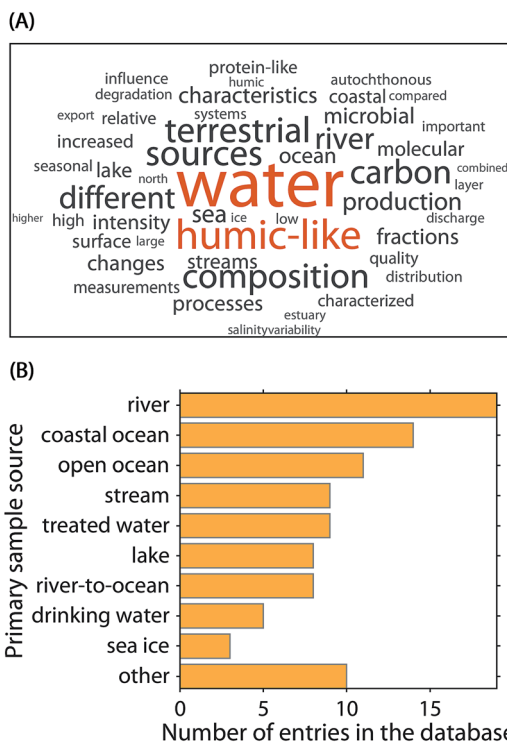 (A)
protein-like
influence humic autochthonous
degradation characteristics coastal compared
export relative systems microbial important
increased terrestrial river molecular
sources ocean
seasonal lake north water carbon combined
layer
different production
higher high intensity sea ice low discharge
surface large humic-like fractions
changes streams quality
measurements composition distribution
processes characterized
estuary
salinity variability
(B)
Primary sample source
river
coastal ocean
open ocean
stream
treated water
lake
river-to-ocean
drinking water
sea ice
other
0 5 10 15
Number of entries in the database